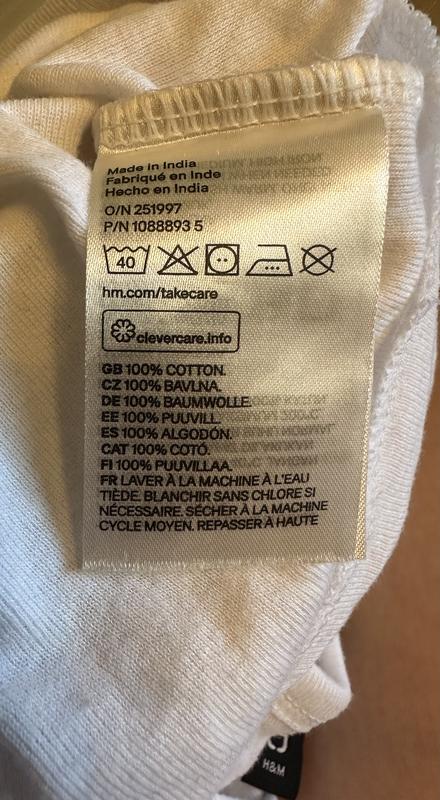 Made in India
Fabriqué en Inde
Hecho en India
O/N 251997
P/N 1088893 5
40
hm.com/takecare
clevercare.info
GB 100% COTTON.
CZ 100% BAVLNA.
DE 100% BAUMWOLLE.
EE 100% PUUVILL.
ES 100% ALGODÓN.
CAT 100% COTÓ.
FI 100% PUUVILLAA.
FR LAVER À LA MACHINE À L'EAU
TIÈDE. BLANCHIR SANS CHLORE SI
NÉCESSAIRE. SÉCHER À LA MACHINE
CYCLE MOYEN. REPASSER À HAUTE
H&M